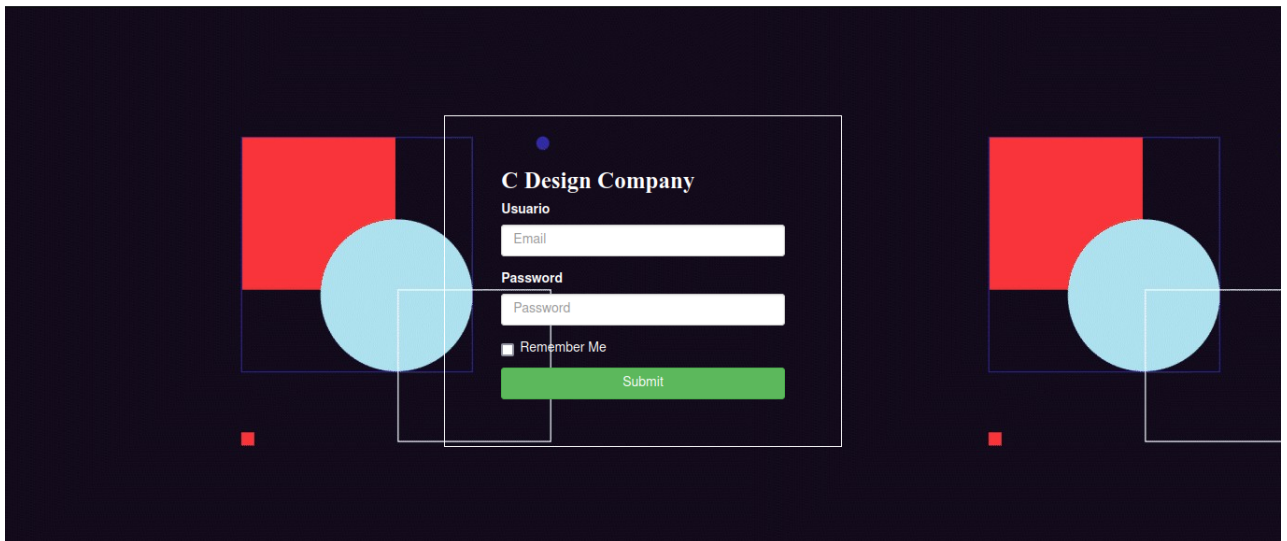 C Design Company
Usuario
Email
Password
Password
Remember Me
Submit